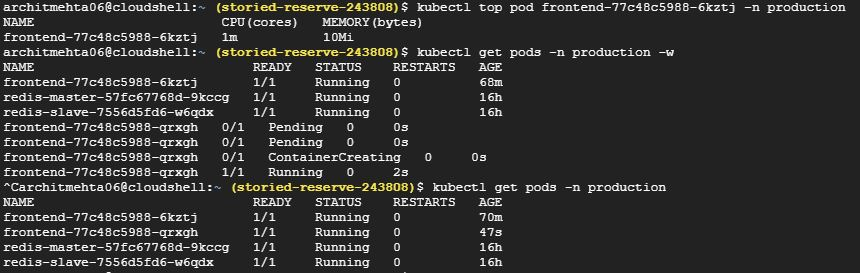 architmehta06@cloudshell:~ (storied-reserve-243808)$ kubectl top pod frontend-77c48c5988-6kztj -n production
NAME CPU(cores) MEMORY(bytes)
frontend-77c48c5988-6kztj 1m 10Mi
architmehta06@cloudshell:~ (storied-reserve-243808)$ kubectl get pods -n production -w
NAME READY STATUS RESTARTS AGE
frontend-77c48c5988-6kztj 1/1 Running 0 68m
redis-master-57fc67768d-9kccg 1/1 Running 0 16h
redis-slave-7556d5fd6-w6qdx 1/1 Running 0 16h
frontend-77c48c5988-qrxgh 0/1 Pending 0 0s
frontend-77c48c5988-qrxgh 0/1 Pending 0 0s
frontend-77c48c5988-qrxgh 0/1 ContainerCreating 0 0s
frontend-77c48c5988-qrxgh 1/1 Running 0 2s
^Carchitmehta06@cloudshell:~ (storied-reserve-243808)$ kubectl get pods -n production
NAME READY STATUS RESTARTS AGE
frontend-77c48c5988-6kztj 1/1 Running 0 70m
frontend-77c48c5988-qrxgh 1/1 Running 0 47s
redis-master-57fc67768d-9kccg 1/1 Running 0 16h
redis-slave-7556d5fd6-w6qdx 1/1 Running 0 16h